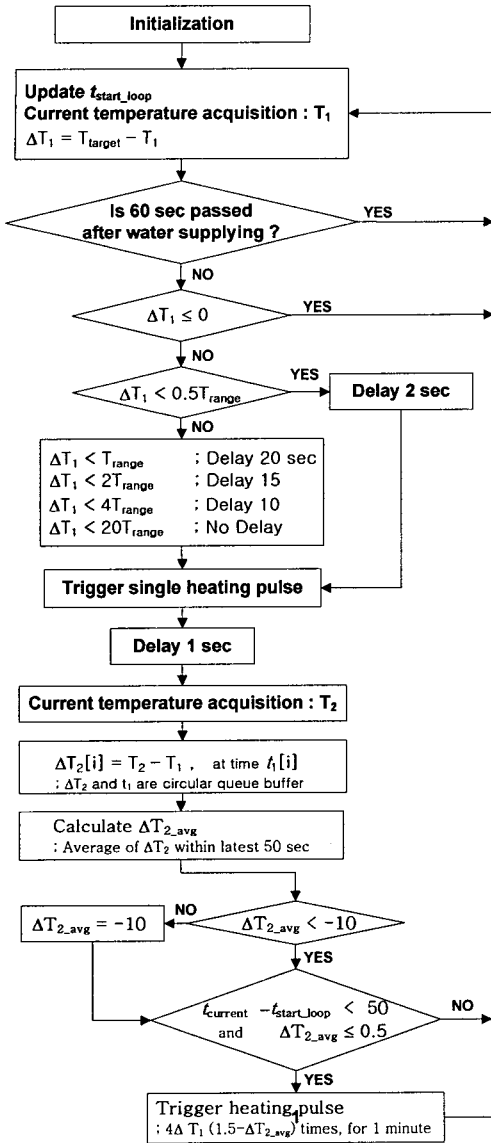 Initialization
Update t_start_loop
Current temperature acquisition : T₁
ΔT₁ = T_target − T₁
Is 60 sec passed
after water supplying ?
YES
NO
ΔT₁ ≤ 0
YES
NO
ΔT₁ < 0.5T_range
YES
Delay 2 sec
NO
ΔT₁ < T_range ; Delay 20 sec
ΔT₁ < 2T_range ; Delay 15
ΔT₁ < 4T_range ; Delay 10
ΔT₁ < 20T_range ; No Delay
Trigger single heating pulse
Delay 1 sec
Current temperature acquisition : T₂
ΔT₂[i] = T₂ − T₁ , at time t₁[i]
; ΔT₂ and t₁ are circular queue buffer
Calculate ΔT₂_avg
; Average of ΔT₂ within latest 50 sec
ΔT₂_avg = −10
NO
ΔT₂_avg < −10
YES
t_current − t_start_loop < 50
and ΔT₂_avg ≤ 0.5
NO
YES
Trigger heating pulse
; 4Δ T₁ (1.5−ΔT₂_avg) times, for 1 minute